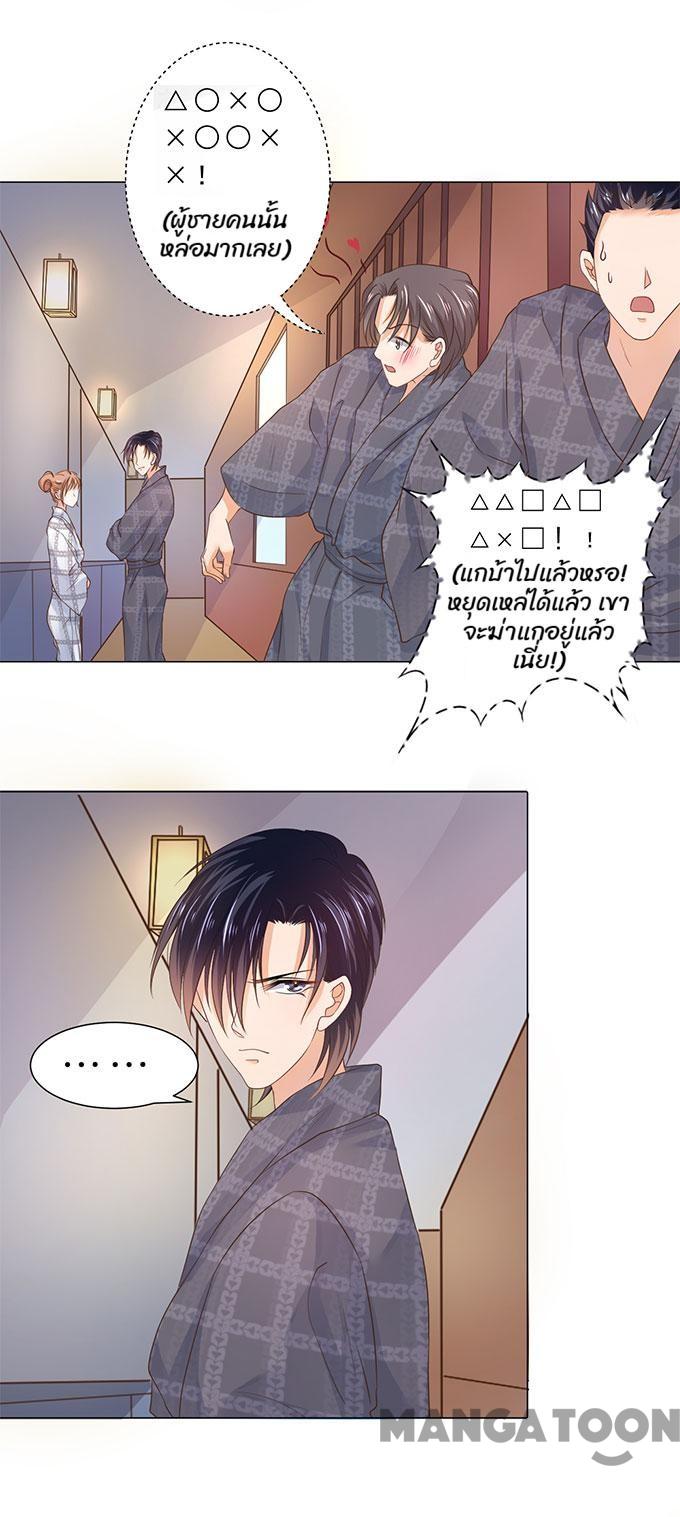 △○×○
×○○×
×!
(ผู้ชายคนนั้น
หล่อมากเลย)
△△□△□
△×□! !
(แกบ้าไปแล้วหรอ!
หยุดเหล่ได้แล้ว เขา
จะฆ่าแกอยู่แล้ว
เนี่ย!)
... ...
MANGATOON